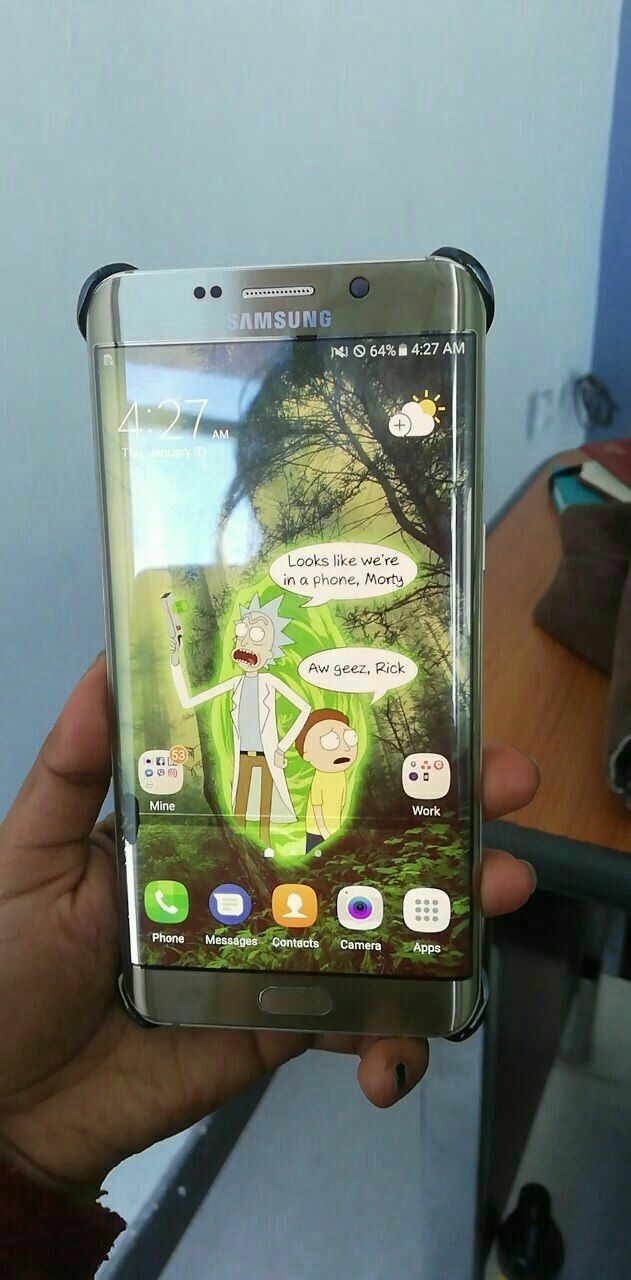 SAMSUNG
64% 4:27 AM
4:27 AM
Thu, January 31
Looks like we're
in a phone, Morty
Aw geez, Rick
53
Mine
Work
Phone
Messages
Contacts
Camera
Apps